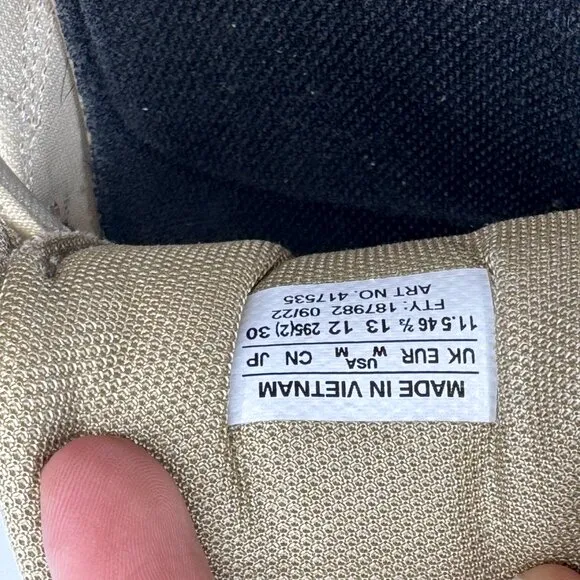 MADE IN VIETNAM
UK EUR USA W M CN JP
11.5 46 ⅔ 13 12 295(2) 30
FTY: 187982 09/22
ART NO. 417535